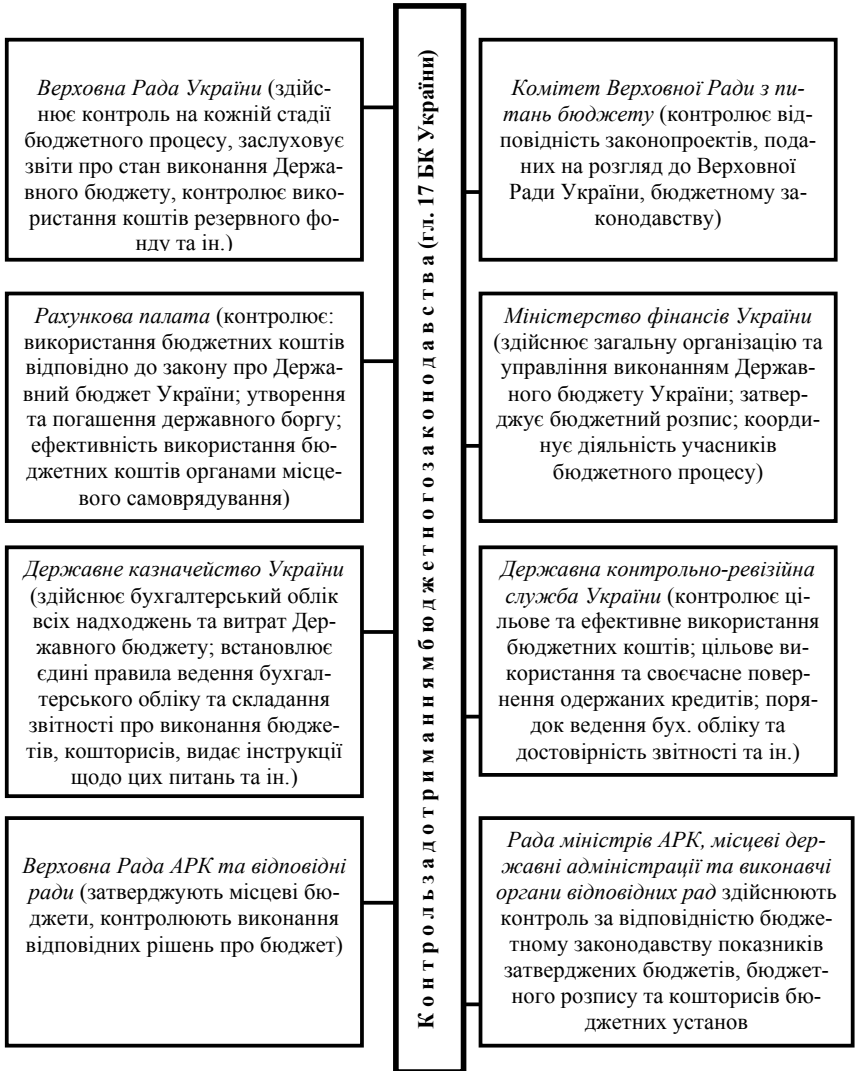 Верховна Рада України (здійс-
нює контроль на кожній стадії
бюджетного процесу, заслуховує
звіти про стан виконання Держа-
вного бюджету, контролює вико-
ристання коштів резервного фо-
нду та ін.)
Рахункова палата (контролює:
використання бюджетних коштів
відповідно до закону про Держа-
вний бюджет України; утворення
та погашення державного боргу;
ефективність використання бю-
джетних коштів органами місце-
вого самоврядування)
Державне казначейство України
(здійснює бухгалтерський облік
всіх надходжень та витрат Дер-
жавного бюджету; встановлює
єдині правила ведення бухгал-
терського обліку та складання
звітності про виконання бюдже-
тів, кошторисів, видає інструкції
щодо цих питань та ін.)
Верховна Рада АРК та відповідні
ради (затверджують місцеві бю-
джети, контролюють виконання
відповідних рішень про бюджет)
Контроль за дотриманням бюджетного законодавства (гл. 17 БК України)
Комітет Верховної Ради з пи-
тань бюджету (контролює від-
повідність законопроектів, пода-
них на розгляд до Верховної
Ради України, бюджетному за-
конодавству)
Міністерство фінансів України
(здійснює загальну організацію та
управління виконанням Держав-
ного бюджету України; затвер-
джує бюджетний розпис; коорди-
нує діяльність учасників
бюджетного процесу)
Державна контрольно-ревізійна
служба України (контролює ці-
льове та ефективне використання
бюджетних коштів; цільове ви-
користання та своєчасне повер-
нення одержаних кредитів; поря-
док ведення бух. обліку та
достовірність звітності та ін.)
Рада міністрів АРК, місцеві дер-
жавні адміністрації та виконавчі
органи відповідних рад здійснюють
контроль за відповідністю бюдже-
тному законодавству показників
затверджених бюджетів, бюджет-
ного розпису та кошторисів бю-
джетних установ